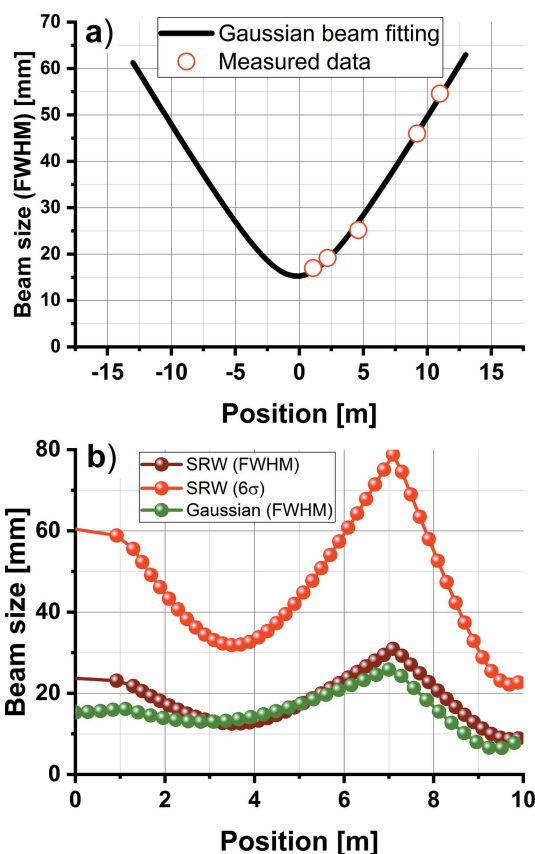 a)
Gaussian beam fitting
Measured data
Beam size (FWHM) [mm]
70
60
50
40
30
20
10
0
-15 -10 -5 0 5 10 15
Position [m]
b)
SRW (FWHM)
SRW (6σ)
Gaussian (FWHM)
Beam size [mm]
80
60
40
20
0
0 2 4 6 8 10
Position [m]